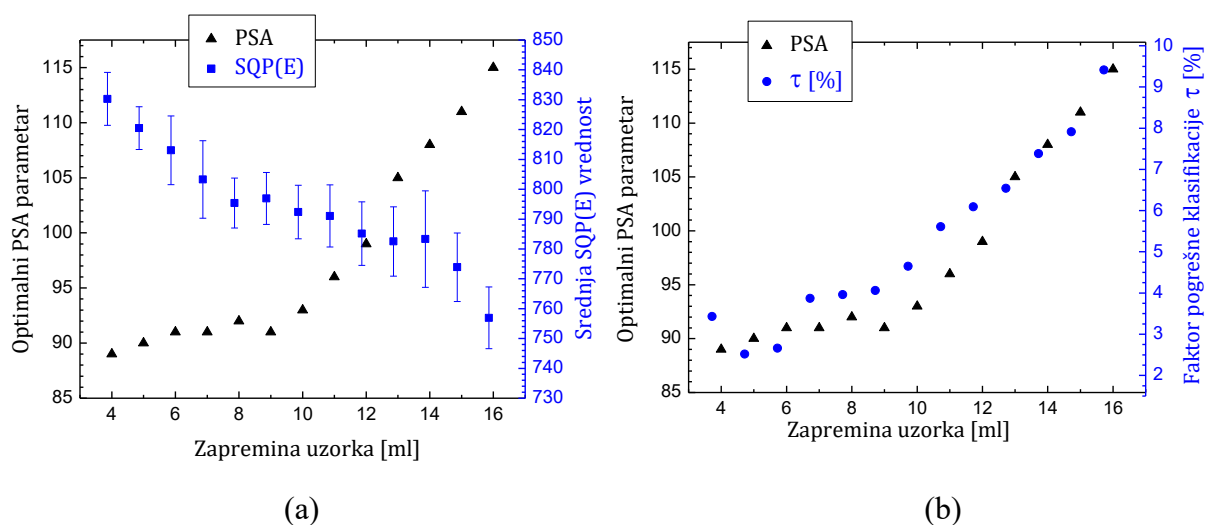 PSA
SQP(E)
Optimalni PSA parametar
115
110
105
100
95
90
85
4 6 8 10 12 14 16
Zapremina uzorka [ml]
850
840
830
820
810
800
790
780
770
760
750
740
730
Srednja SQP(E) vrednost
(a)
PSA
τ [%]
Optimalni PSA parametar
115
110
105
100
95
90
85
4 6 8 10 12 14 16
Zapremina uzorka [ml]
10
9
8
7
6
5
4
3
2
Faktor pogrešne klasifikacije τ [%]
(b)